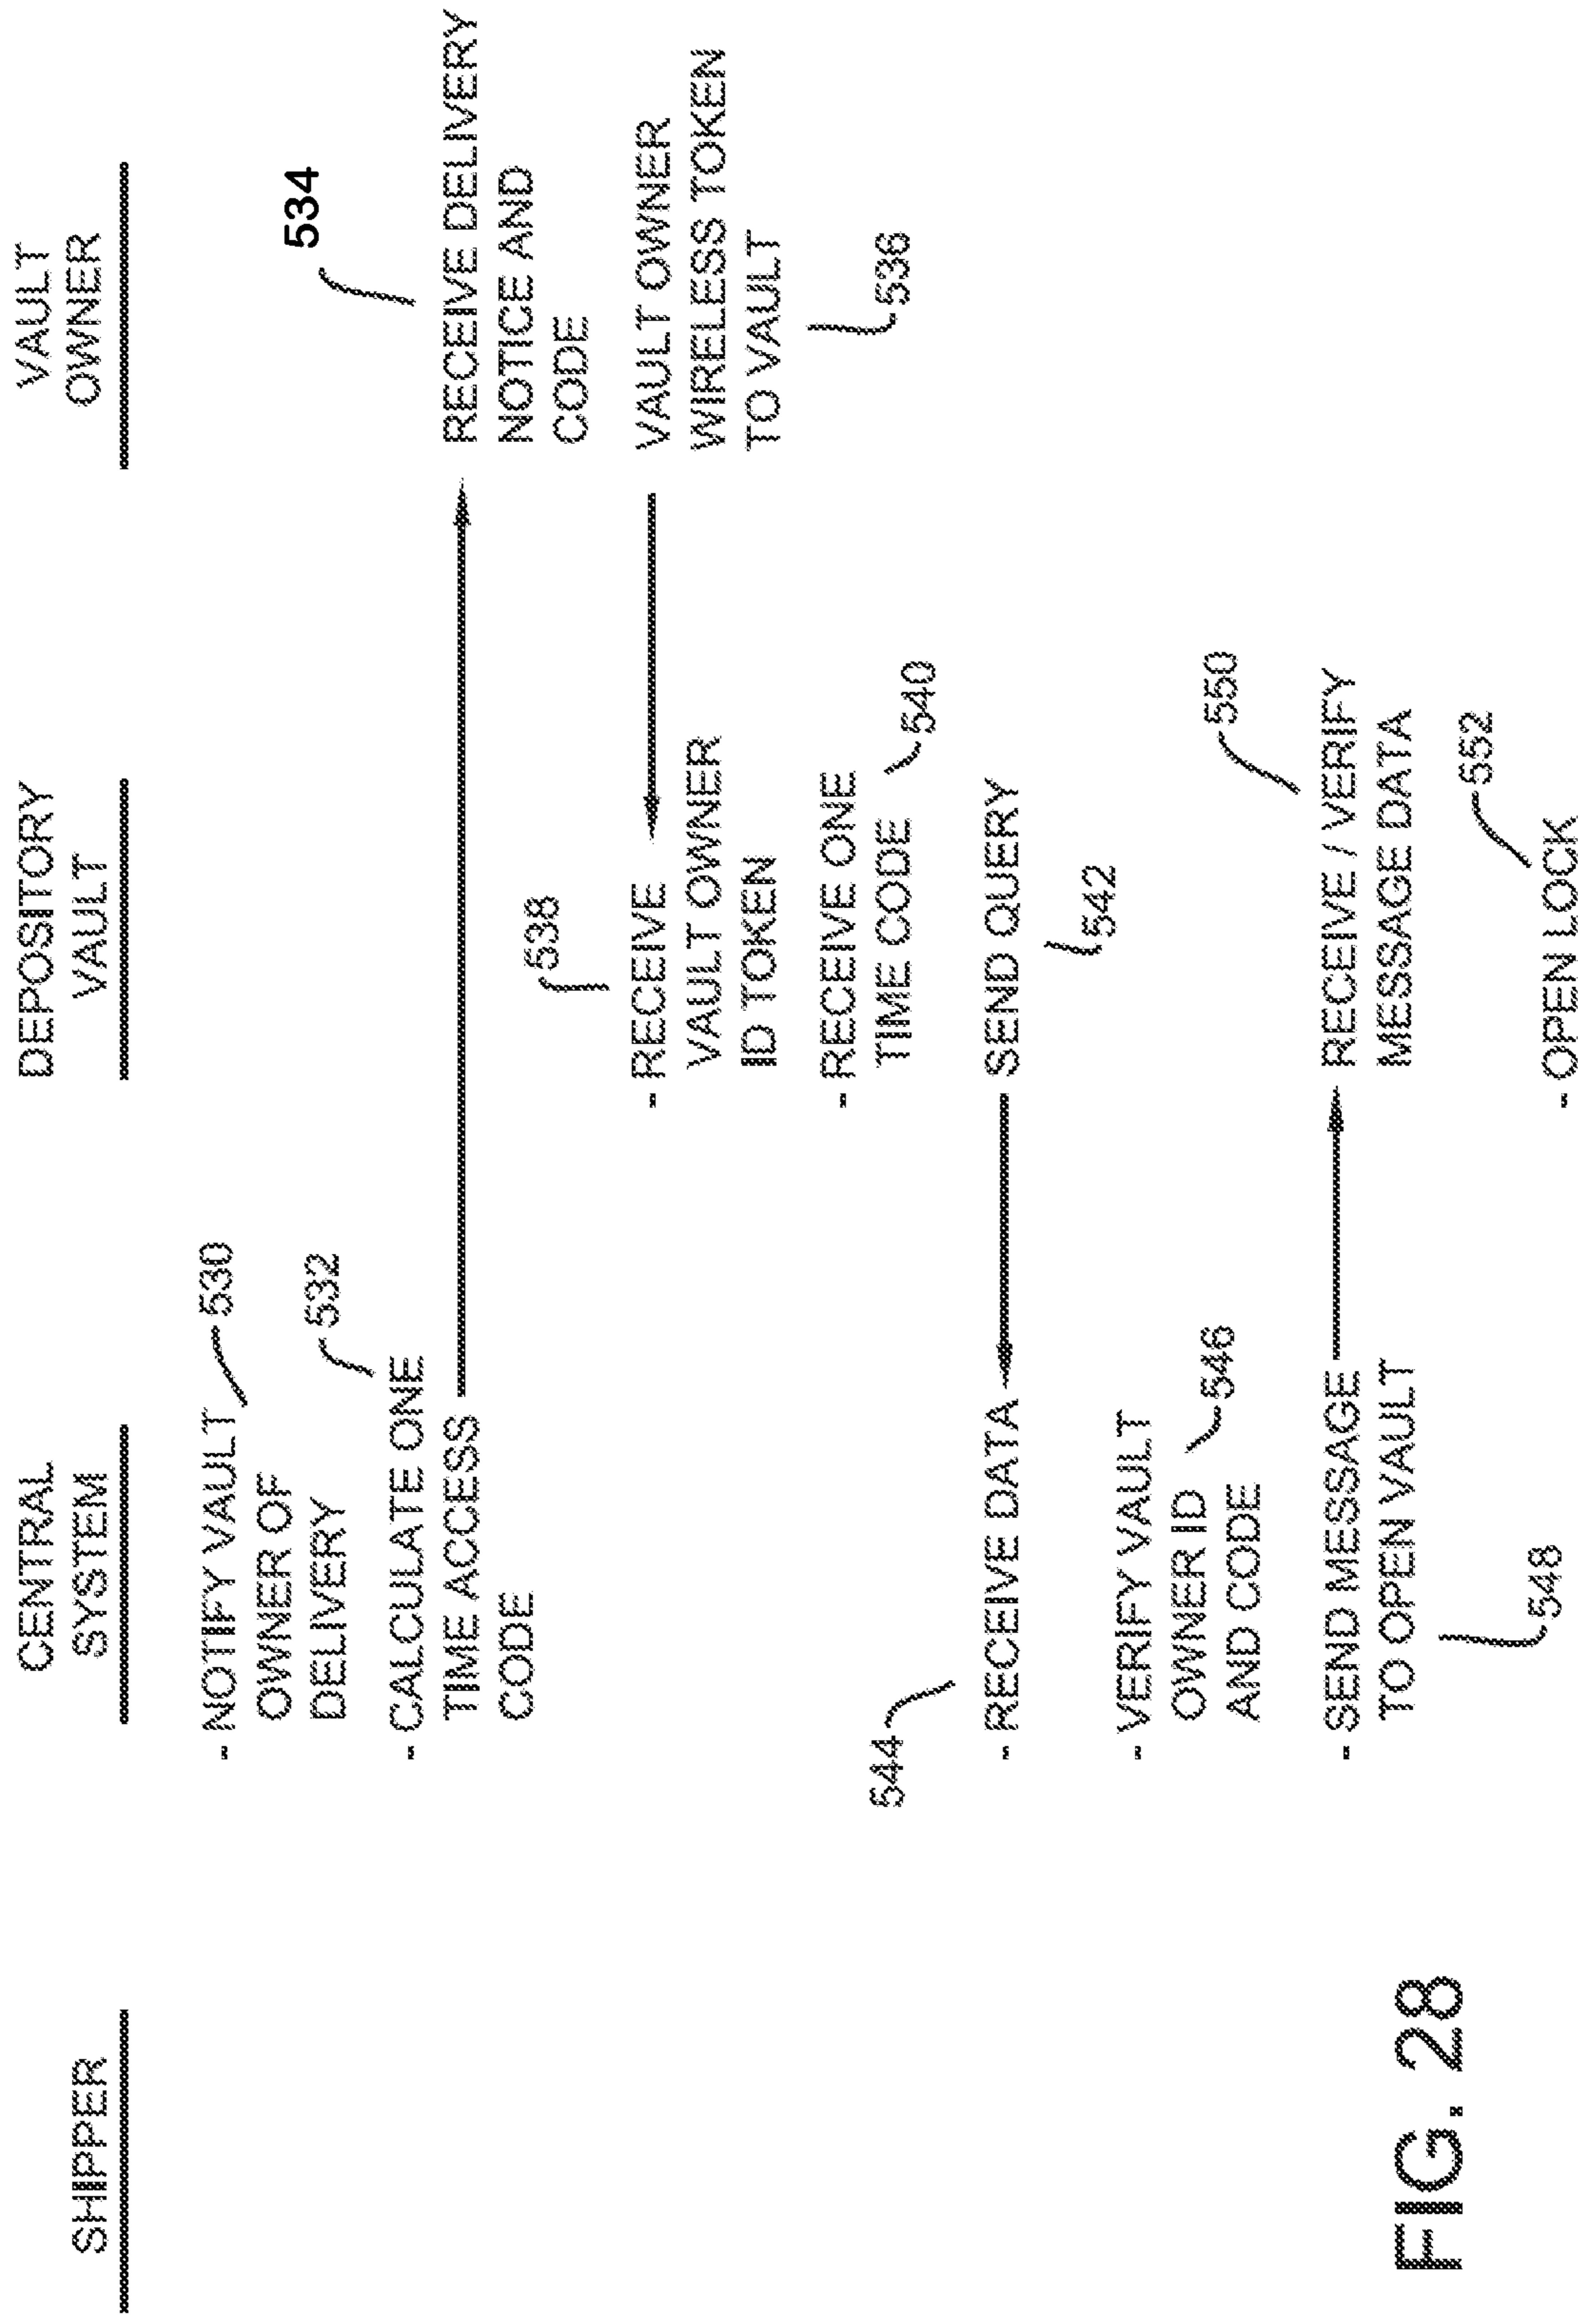 SHIPPER
CENTRAL
SYSTEM
DEPOSITORY
VAULT
VAULT
OWNER
- NOTIFY VAULT
OWNER OF
DELIVERY
530
- CALCULATE ONE
TIME ACCESS
CODE
532
534
RECEIVE DELIVERY
NOTICE AND
CODE
VAULT OWNER
WIRELESS TOKEN
TO VAULT
536
538
- RECEIVE
VAULT OWNER
ID TOKEN
- RECEIVE ONE
TIME CODE
540
SEND QUERY
542
544
- RECEIVE DATA
- VERIFY VAULT
OWNER ID
AND CODE
546
- SEND MESSAGE
TO OPEN VAULT
548
550
RECEIVE / VERIFY
MESSAGE DATA
552
- OPEN LOCK
FIG. 28